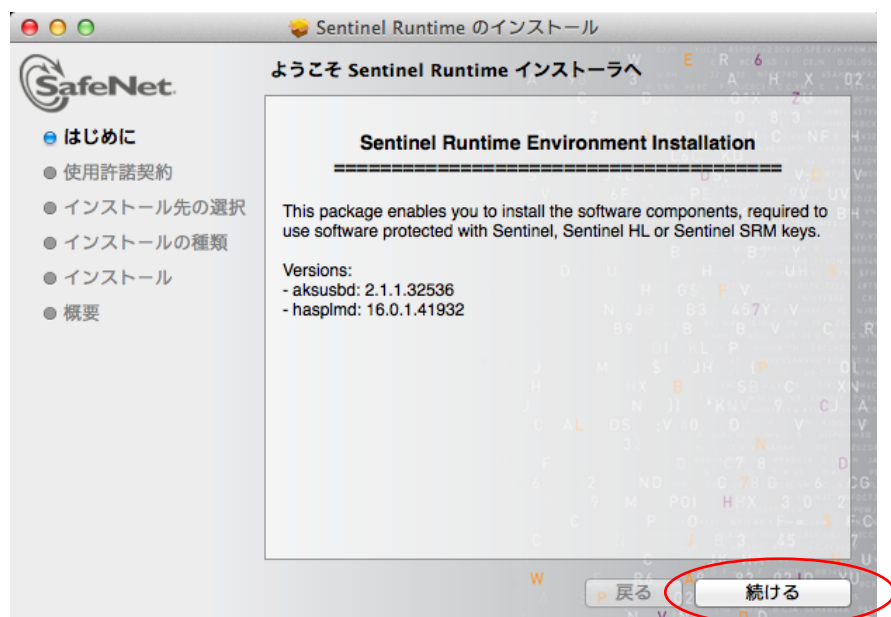 Sentinel Runtime のインストール
SafeNet.
ようこそ Sentinel Runtime インストーラへ
はじめに
使用許諾契約
インストール先の選択
インストールの種類
インストール
概要
Sentinel Runtime Environment Installation
=======================================
This package enables you to install the software components, required to
use software protected with Sentinel, Sentinel HL or Sentinel SRM keys.
Versions:
- aksusbd: 2.1.1.32536
- hasplmd: 16.0.1.41932
戻る
続ける